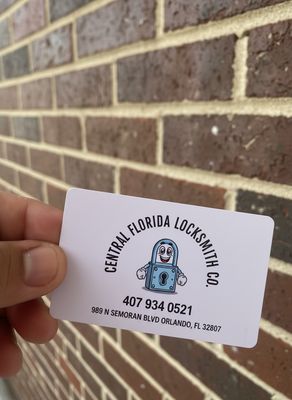 CENTRAL FLORIDA LOCKSMITH CO.
407 934 0521
989 N SEMORAN BLVD ORLANDO, FL 32807